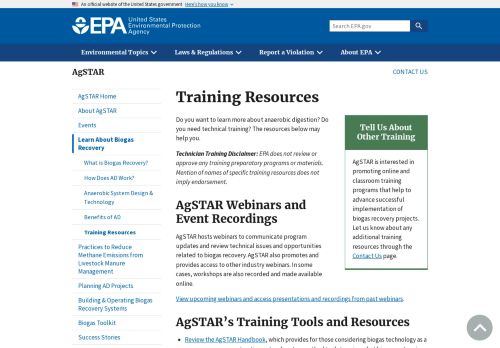 An official website of the United States government Here's how you know
EPA United States
Environmental Protection
Agency
Search EPA.gov
Environmental Topics Laws & Regulations Report a Violation About EPA
AgSTAR
CONTACT US
AgSTAR Home
About AgSTAR
Events
Learn About Biogas
Recovery
What is Biogas Recovery?
How Does AD Work?
Anaerobic System Design &
Technology
Benefits of AD
Training Resources
Practices to Reduce
Methane Emissions from
Livestock Manure
Management
Planning AD Projects
Building & Operating Biogas
Recovery Systems
Biogas Toolkit
Success Stories
Training Resources
Do you want to learn more about anaerobic digestion? Do
you need technical training? The resources below may
help you.
Technician Training Disclaimer: EPA does not review or
approve any training preparatory programs or materials.
Mention of names of specific training resources does not
imply endorsement.
AgSTAR Webinars and
Event Recordings
AgSTAR hosts webinars to communicate program
updates and review technical issues and opportunities
related to biogas recovery. AgSTAR also promotes and
provides access to other industry webinars. In some
cases, workshops are also recorded and made available
online.
View upcoming webinars and access presentations and recordings from past webinars.
AgSTAR's Training Tools and Resources
Review the AgSTAR Handbook, which provides for those considering biogas technology as a
Tell Us About
Other Training
AgSTAR is interested in
promoting online and
classroom training
programs that help to
advance successful
implementation of
biogas recovery projects.
Let us know about any
additional training
resources through the
Contact Us page.